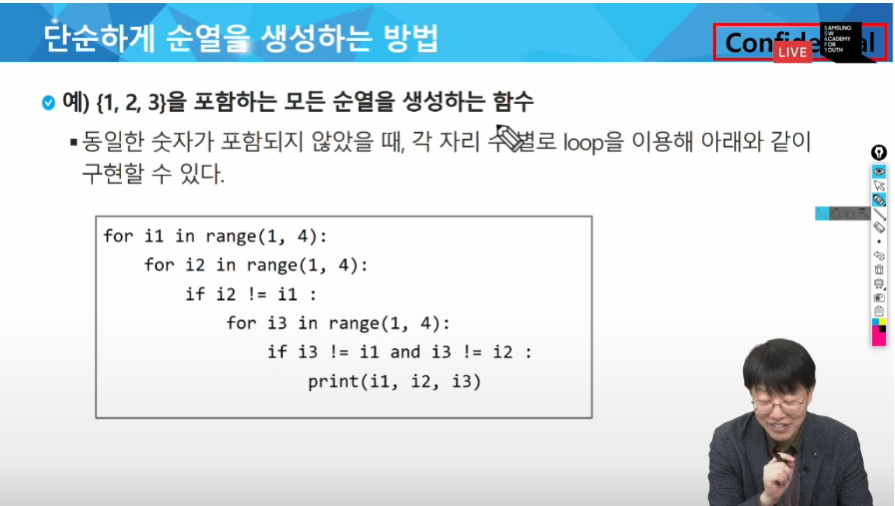 단순하게 순열을 생성하는 방법
LIVE
SAMSUNG
SW
ACADEMY
FOR
YOUTH
예) {1, 2, 3}을 포함하는 모든 순열을 생성하는 함수
동일한 숫자가 포함되지 않았을 때, 각 자리 수 별로 loop을 이용해 아래와 같이
구현할 수 있다.
for i1 in range(1, 4):
for i2 in range(1, 4):
if i2 != i1 :
for i3 in range(1, 4):
if i3 != i1 and i3 != i2 :
print(i1, i2, i3)